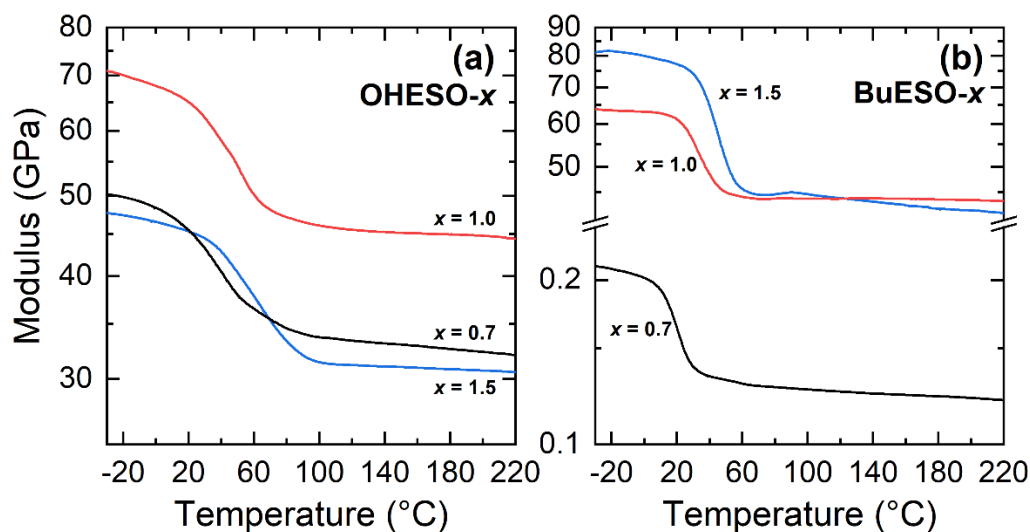 80
70
60
50
40
30
Modulus (GPa)
(a)
OHESO-x
x = 1.0
x = 0.7
x = 1.5
-20 20 60 100 140 180 220
Temperature (°C)
90
80
70
60
50
0.2
0.1
(b)
BuESO-x
x = 1.5
x = 1.0
x = 0.7
-20 20 60 100 140 180 220
Temperature (°C)